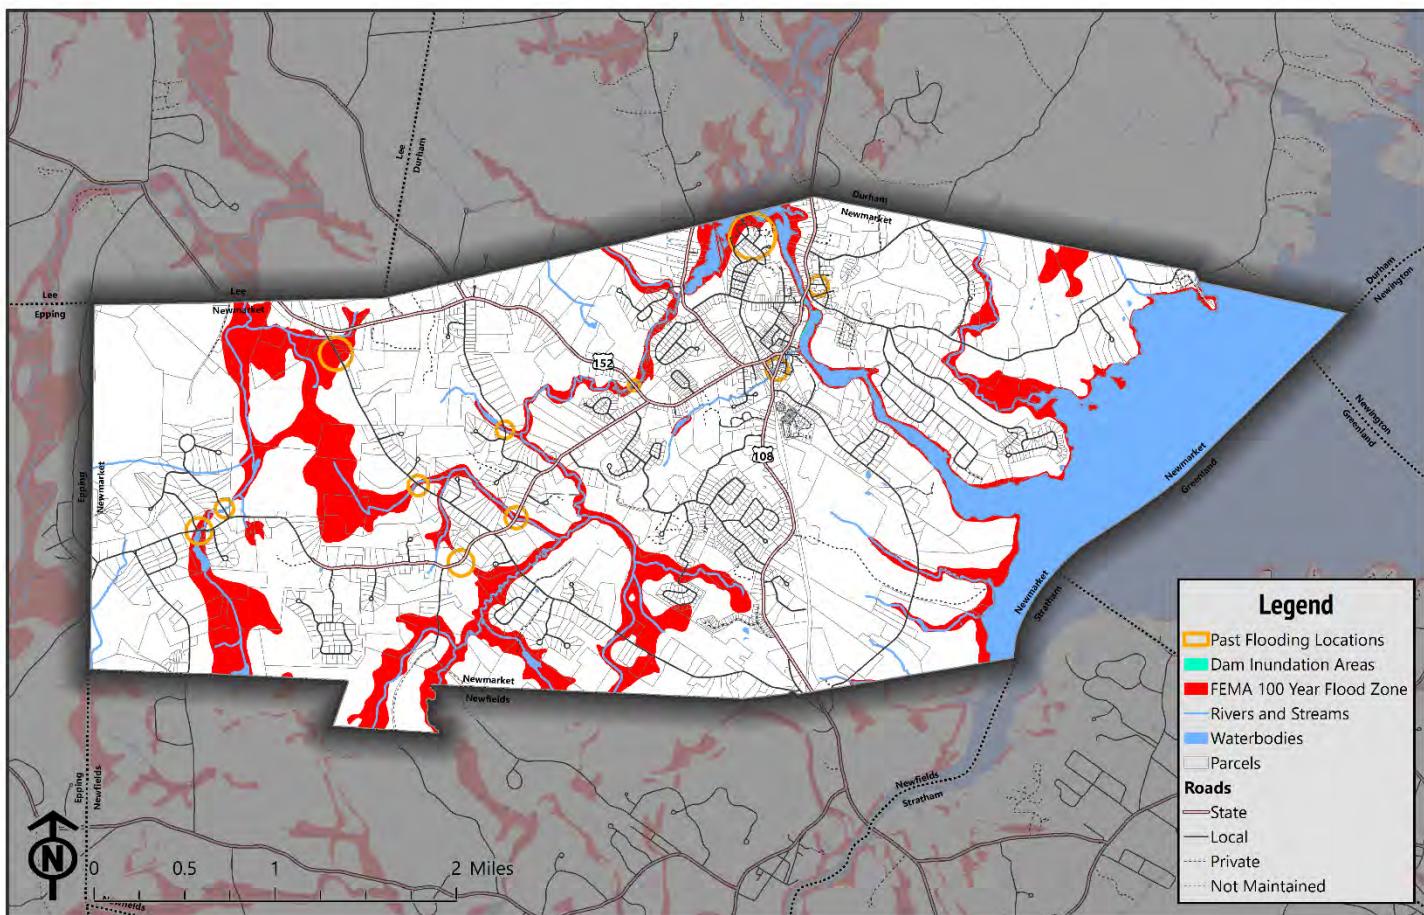 Lee
Durham
Durham
Newmarket
Durham
Newington
Lee
Epping
Lee
Newmarket
152
Newington
Greenland
108
Epping
Newmarket
Newmarket
Greenland
Newmarket
Stratham
Newmarket
Newfields
Epping
Newfields
Newfields
Stratham
N
0 0.5 1 2 Miles
Newfields
Legend
Past Flooding Locations
Dam Inundation Areas
FEMA 100 Year Flood Zone
Rivers and Streams
Waterbodies
Parcels
Roads
State
Local
Private
Not Maintained